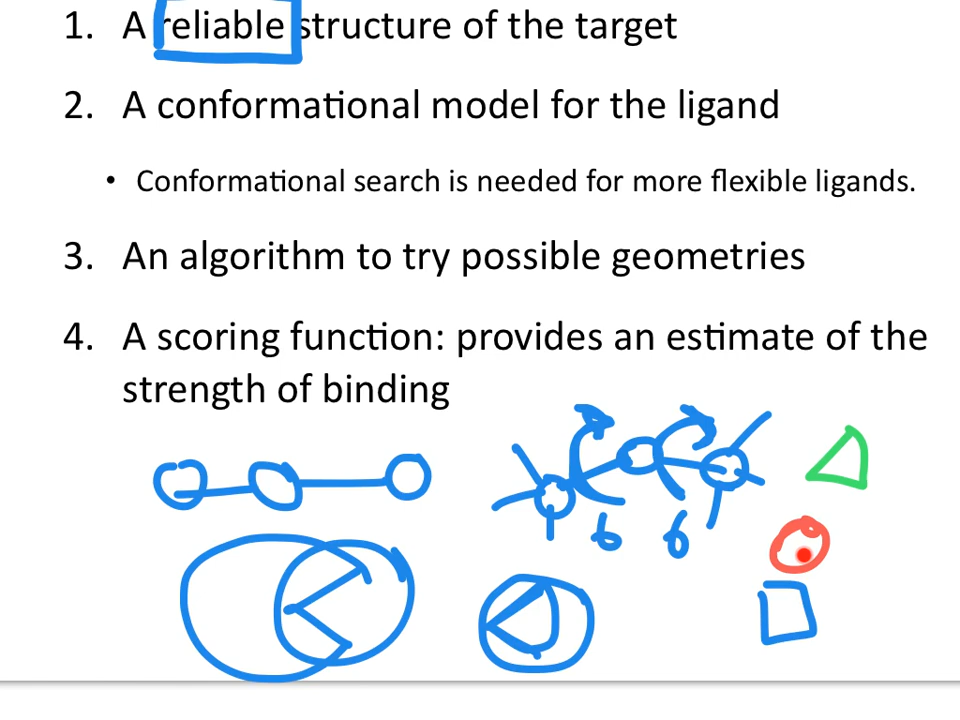 1. A reliable structure of the target
2. A conformational model for the ligand
• Conformational search is needed for more flexible ligands.
3. An algorithm to try possible geometries
4. A scoring function: provides an estimate of the
strength of binding
6 6